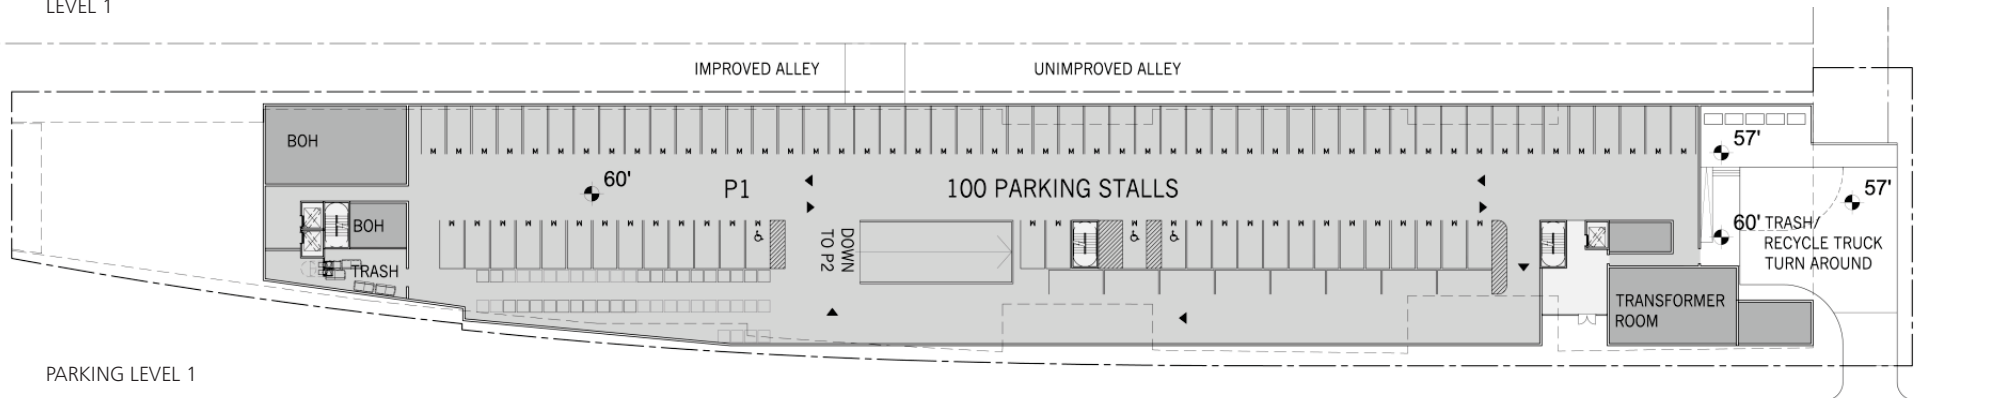 LEVEL 1
IMPROVED ALLEY
UNIMPROVED ALLEY
BOH
60'
P1
100 PARKING STALLS
57'
57'
BOH
DOWN
TO P2
60'
TRASH/
RECYCLE TRUCK
TURN AROUND
TRASH
TRANSFORMER
ROOM
PARKING LEVEL 1